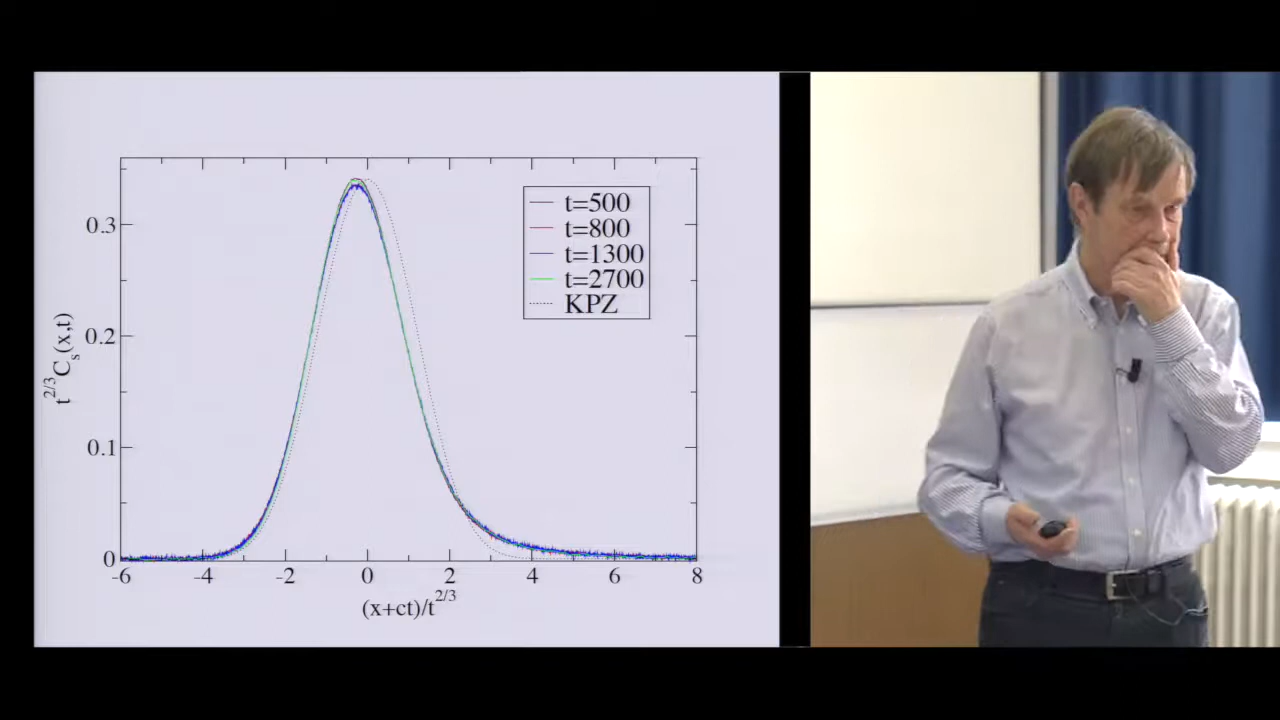 0.3
0.2
0.1
0
t^{2/3}C_s(x,t)
t=500
t=800
t=1300
t=2700
KPZ
-6 -4 -2 0 2 4 6 8
(x+ct)/t^{2/3}